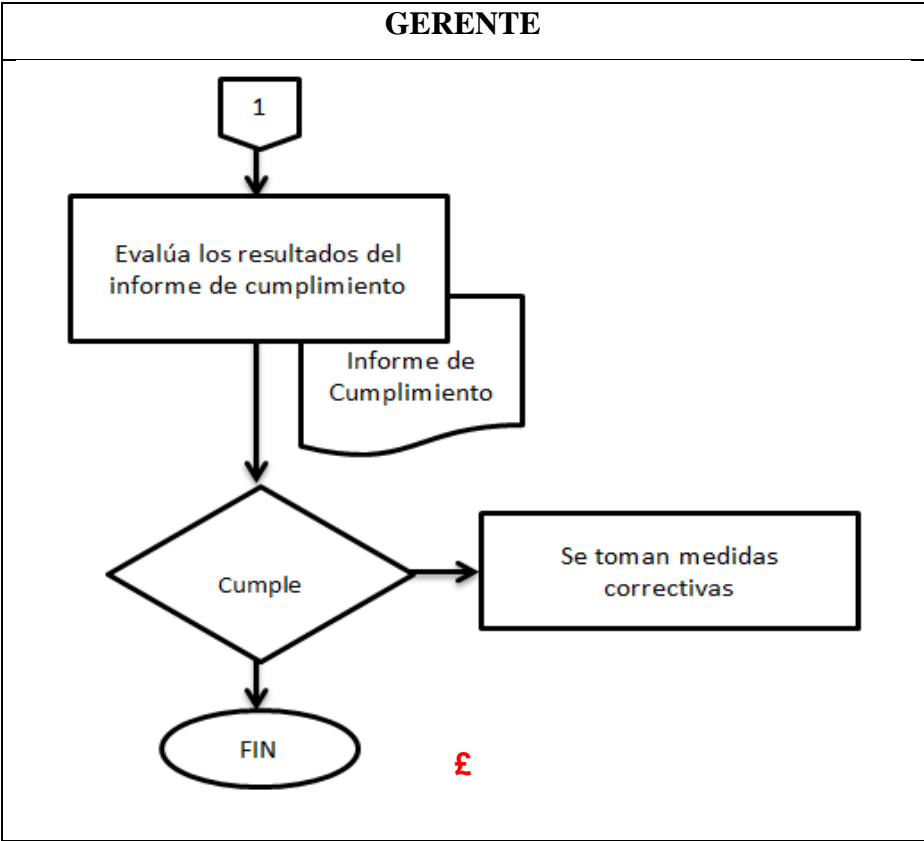 GERENTE
1
Evalúa los resultados del
informe de cumplimiento
Informe de
Cumplimiento
Cumple
Se toman medidas
correctivas
FIN
£